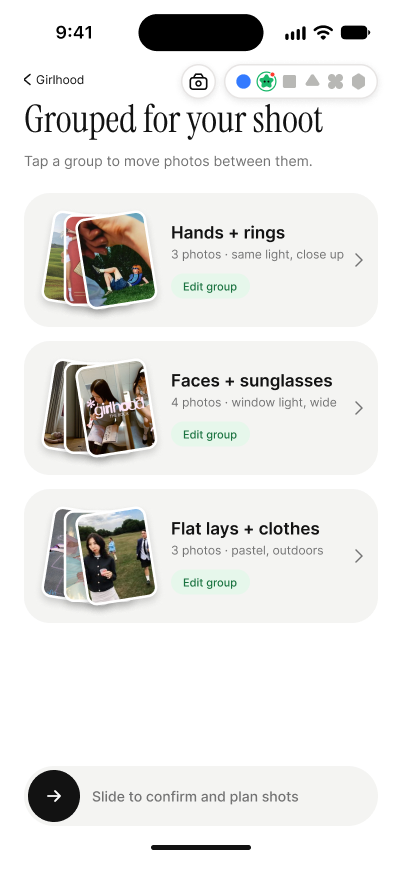 9:41
Girlhood
Grouped for your shoot
Tap a group to move photos between them.
Hands + rings
3 photos · same light, close up
Edit group
*girlhood
Faces + sunglasses
4 photos · window light, wide
Edit group
Flat lays + clothes
3 photos · pastel, outdoors
Edit group
Slide to confirm and plan shots